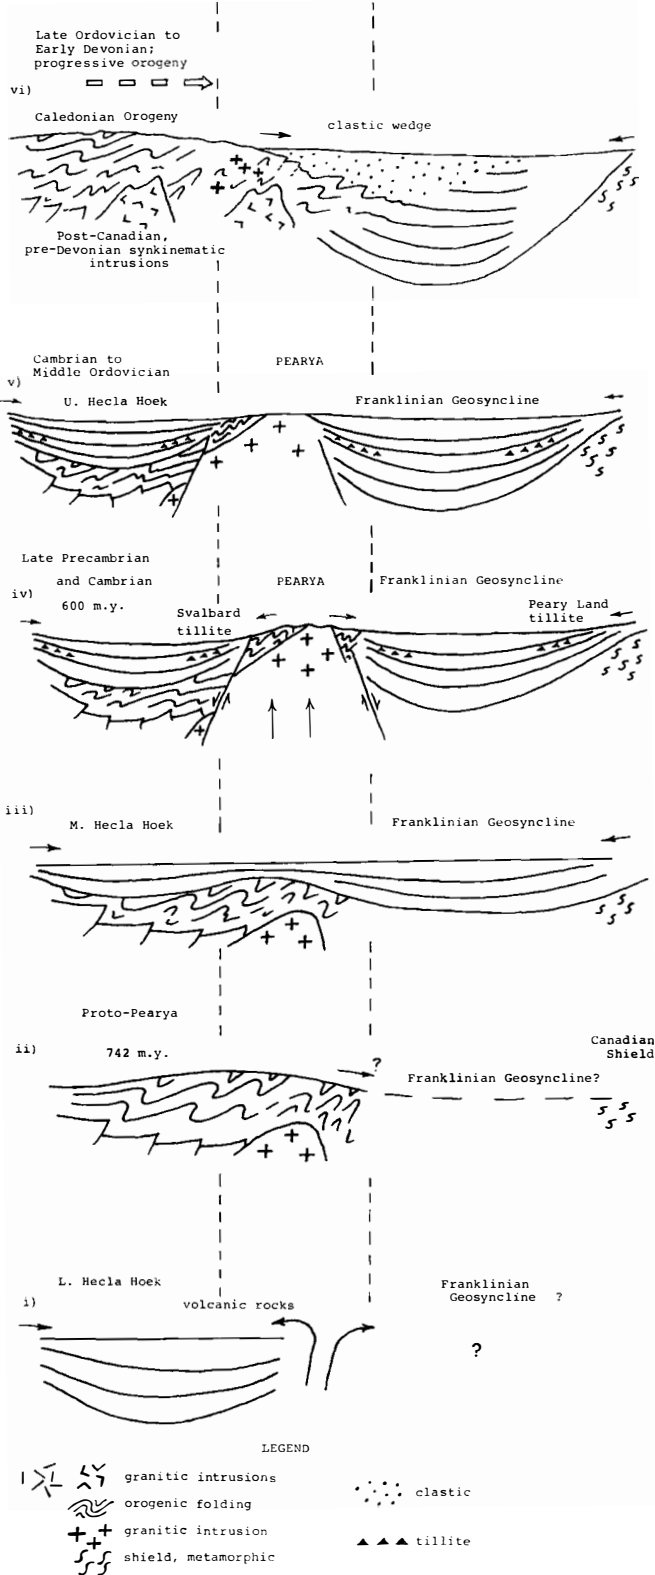 Late Ordovician to
Early Devonian;
progressive orogeny
vi)
Caledonian Orogeny
clastic wedge
Post-Canadian,
pre-Devonian synkinematic
intrusions
Cambrian to
Middle Ordovician
PEARYA
v)
U. Hecla Hoek
Franklinian Geosyncline
Late Precambrian
and Cambrian
PEARYA
Franklinian Geosyncline
iv)
600 m.y.
Svalbard
tillite
Peary Land
tillite
iii)
M. Hecla Hoek
Franklinian Geosyncline
Proto-Pearya
ii)
742 m.y.
?
Canadian
Shield
Franklinian Geosyncline?
L. Hecla Hoek
Franklinian
Geosyncline ?
i)
volcanic rocks
?
LEGEND
granitic intrusions
orogenic folding
granitic intrusion
shield, metamorphic
clastic
tillite